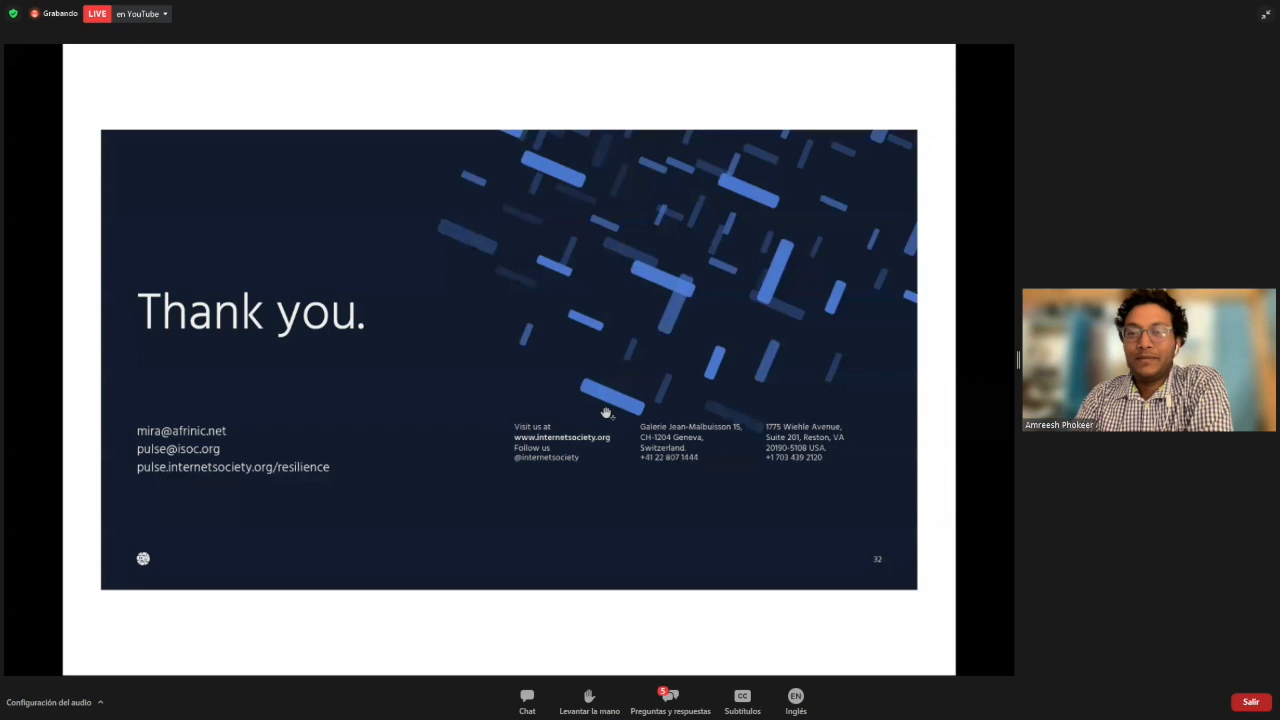 Grabando
LIVE
en YouTube
Thank you.
mira@afrinic.net
pulse@isoc.org
pulse.internetsociety.org/resilience
Visit us at
www.internetsociety.org
Follow us
@internetsociety
Galerie Jean-Malbuisson 15,
CH-1204 Geneva,
Switzerland.
+41 22 807 1444
1775 Wiehle Avenue,
Suite 201, Reston, VA
20190-5108 USA.
+1 703 439 2120
32
Amreesh Phokeer
Configuración del audio
Chat
Levantar la mano
5
Preguntas y respuestas
CC
Subtítulos
EN
Inglés
Salir